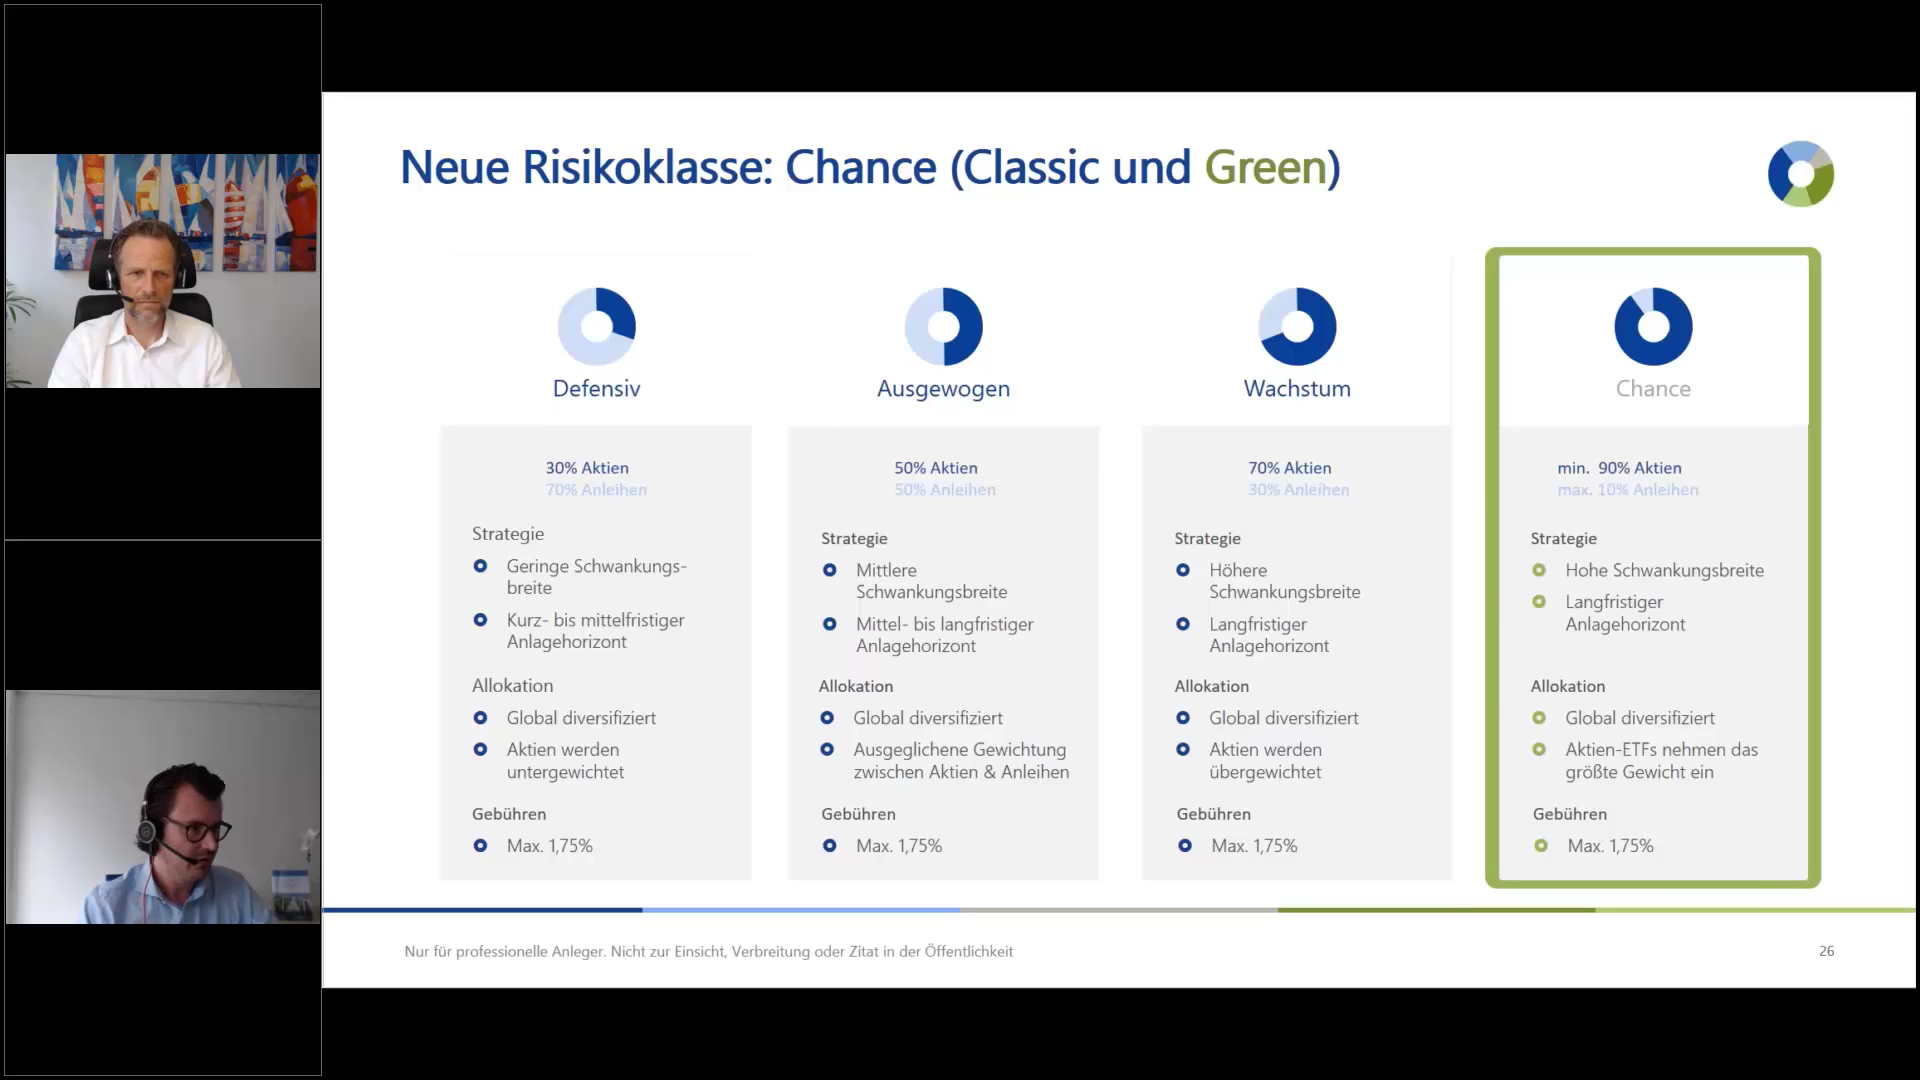 Neue Risikoklasse: Chance (Classic und Green)
Defensiv
30% Aktien
70% Anleihen
Strategie
Geringe Schwankungs-
breite
Kurz- bis mittelfristiger
Anlagehorizont
Allokation
Global diversifiziert
Aktien werden
untergewichtet
Gebühren
Max. 1,75%
Ausgewogen
50% Aktien
50% Anleihen
Strategie
Mittlere
Schwankungsbreite
Mittel- bis langfristiger
Anlagehorizont
Allokation
Global diversifiziert
Ausgeglichene Gewichtung
zwischen Aktien & Anleihen
Gebühren
Max. 1,75%
Wachstum
70% Aktien
30% Anleihen
Strategie
Höhere
Schwankungsbreite
Langfristiger
Anlagehorizont
Allokation
Global diversifiziert
Aktien werden
übergewichtet
Gebühren
Max. 1,75%
Chance
min. 90% Aktien
max. 10% Anleihen
Strategie
Hohe Schwankungsbreite
Langfristiger
Anlagehorizont
Allokation
Global diversifiziert
Aktien-ETFs nehmen das
größte Gewicht ein
Gebühren
Max. 1,75%
Nur für professionelle Anleger. Nicht zur Einsicht, Verbreitung oder Zitat in der Öffentlichkeit
26